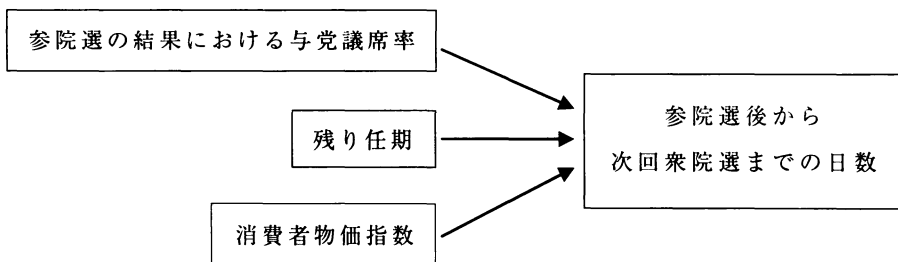 参院選の結果における与党議席率
残り任期
消費者物価指数
参院選後から
次回衆院選までの日数